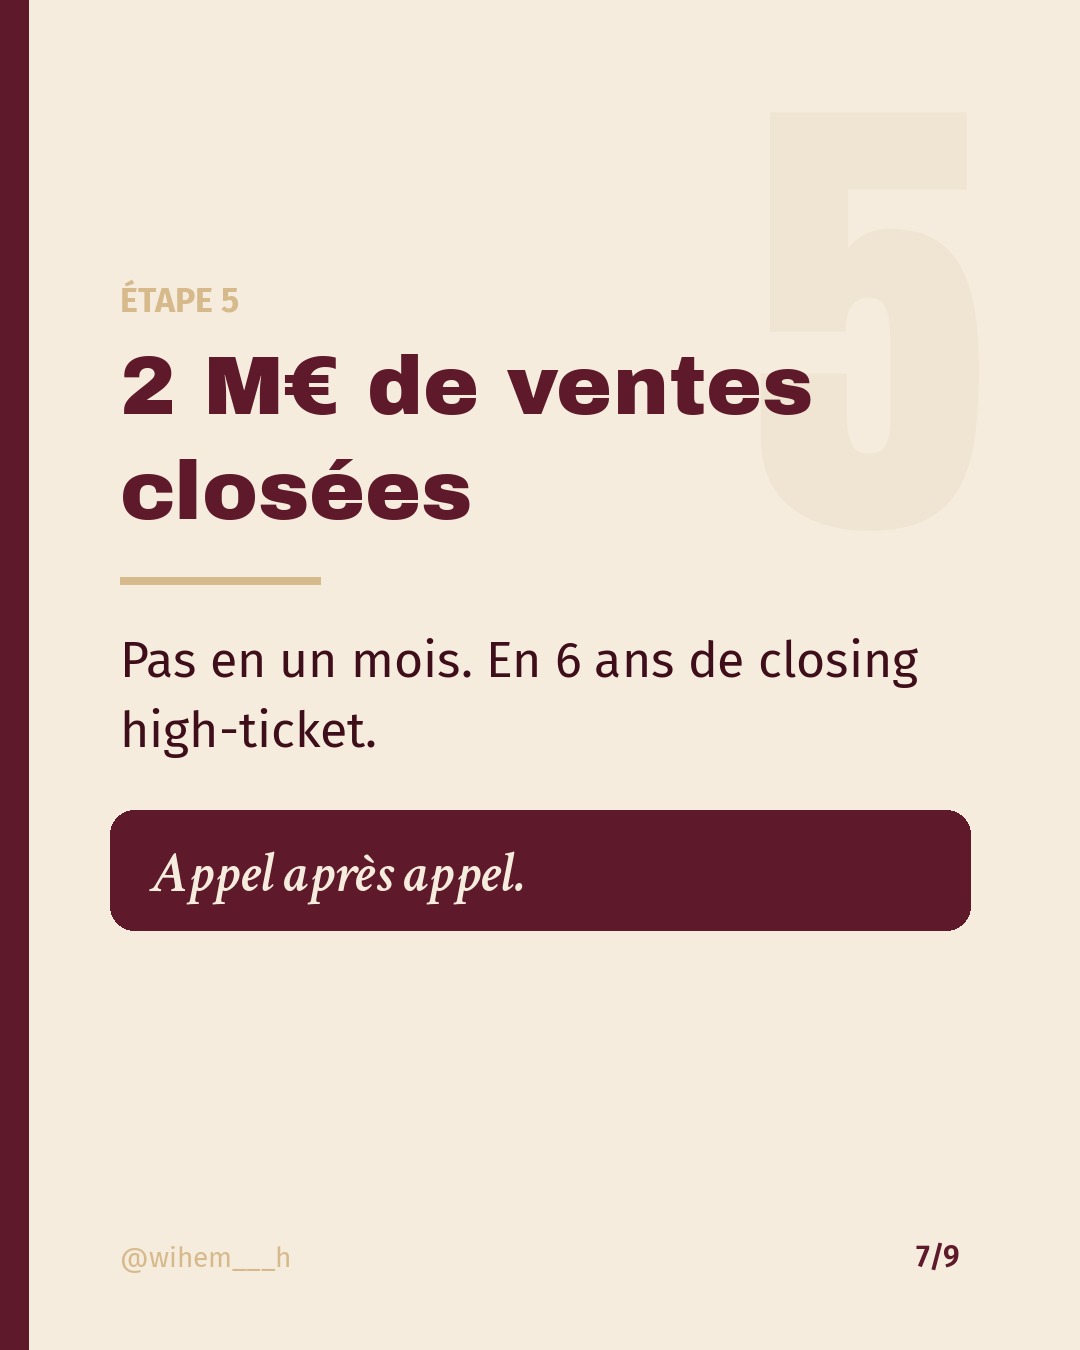 5
ÉTAPE 5
2 M€ de ventes
closées
Pas en un mois. En 6 ans de closing
high-ticket.
Appel après appel.
@wihem___h
7/9